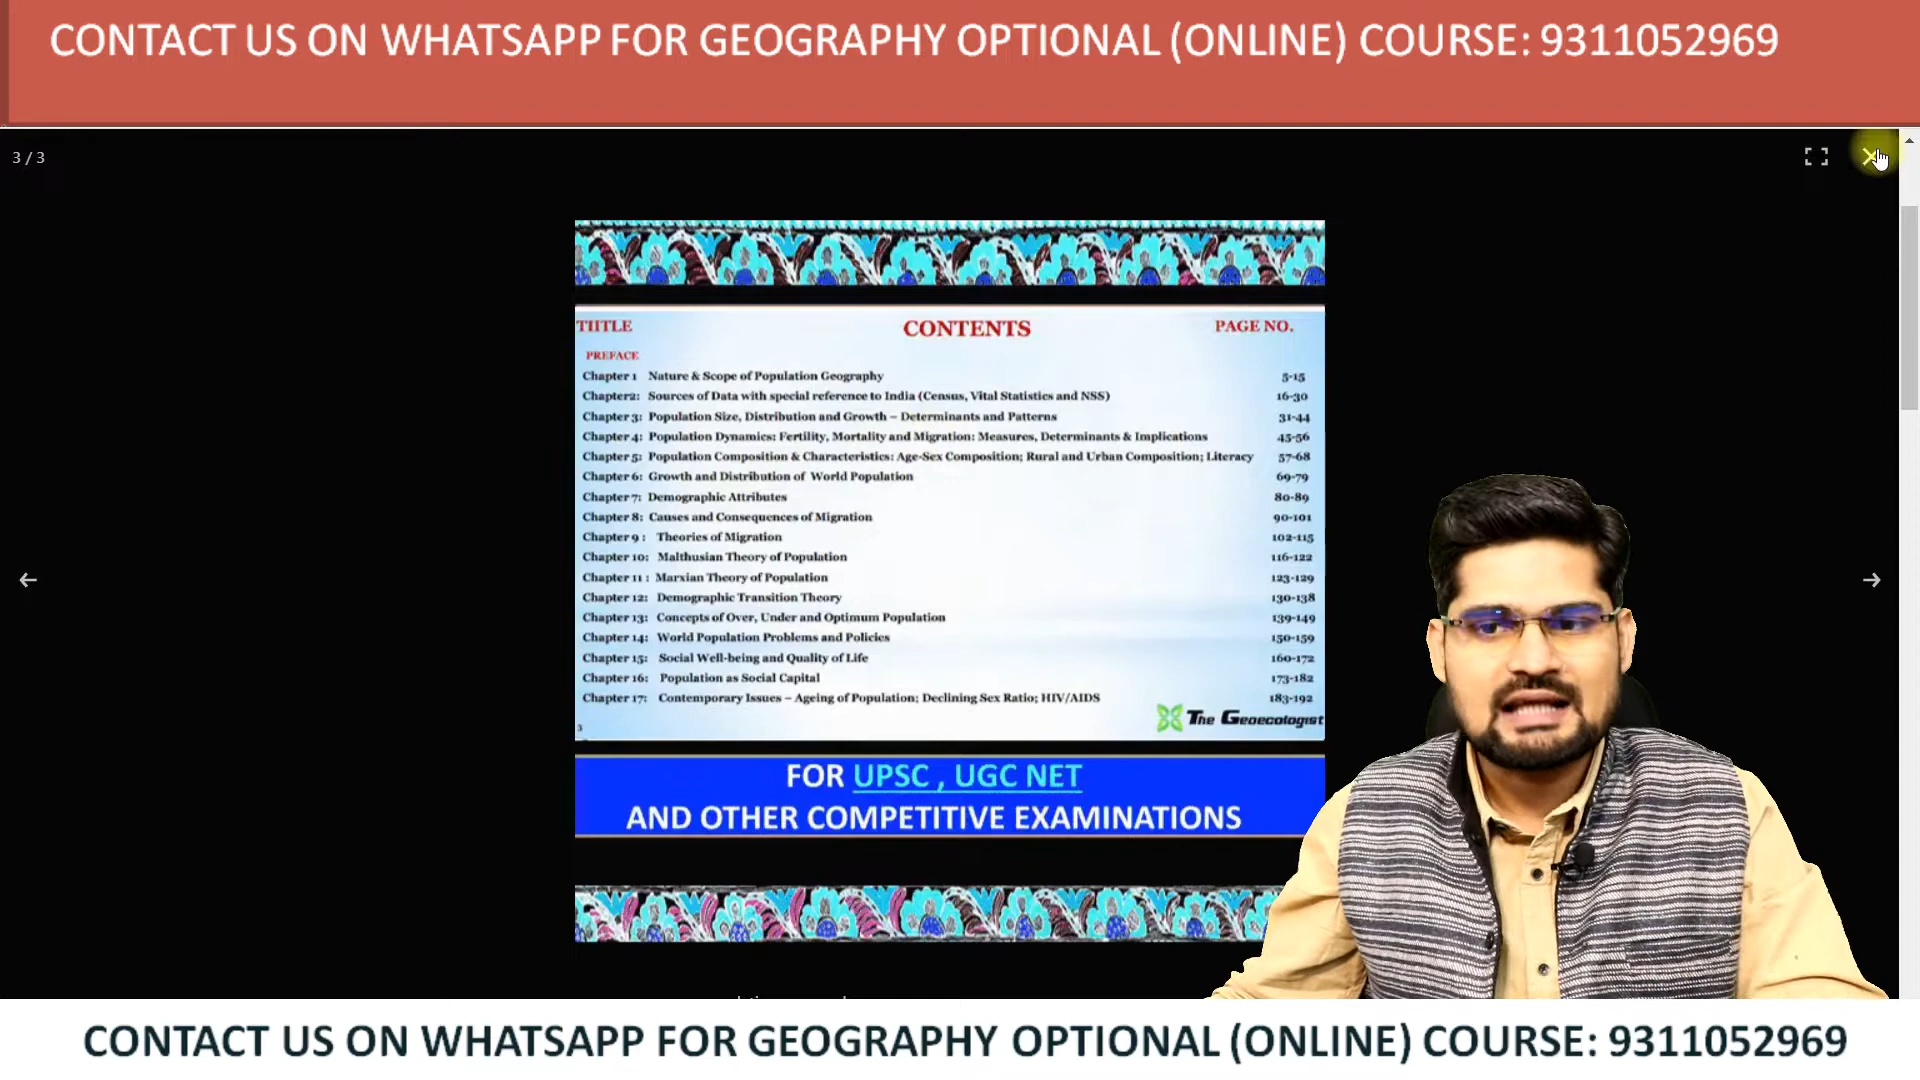 CONTACT US ON WHATSAPP FOR GEOGRAPHY OPTIONAL (ONLINE) COURSE: 9311052969
3 / 3
TIITLE CONTENTS PAGE NO.
PREFACE
Chapter 1 Nature & Scope of Population Geography 5-15
Chapter2: Sources of Data with special reference to India (Census, Vital Statistics and NSS) 16-30
Chapter 3: Population Size, Distribution and Growth – Determinants and Patterns 31-44
Chapter 4: Population Dynamics: Fertility, Mortality and Migration: Measures, Determinants & Implications 45-56
Chapter 5: Population Composition & Characteristics: Age-Sex Composition; Rural and Urban Composition; Literacy 57-68
Chapter 6: Growth and Distribution of World Population 69-79
Chapter 7: Demographic Attributes 80-89
Chapter 8: Causes and Consequences of Migration 90-101
Chapter 9 : Theories of Migration 102-115
Chapter 10: Malthusian Theory of Population 116-122
Chapter 11 : Marxian Theory of Population 123-129
Chapter 12: Demographic Transition Theory 130-138
Chapter 13: Concepts of Over, Under and Optimum Population 139-149
Chapter 14: World Population Problems and Policies 150-159
Chapter 15: Social Well-being and Quality of Life 160-172
Chapter 16: Population as Social Capital 173-182
Chapter 17: Contemporary Issues – Ageing of Population; Declining Sex Ratio; HIV/AIDS 183-192
The Geoecologist
3
FOR UPSC , UGC NET
AND OTHER COMPETITIVE EXAMINATIONS
CONTACT US ON WHATSAPP FOR GEOGRAPHY OPTIONAL (ONLINE) COURSE: 9311052969